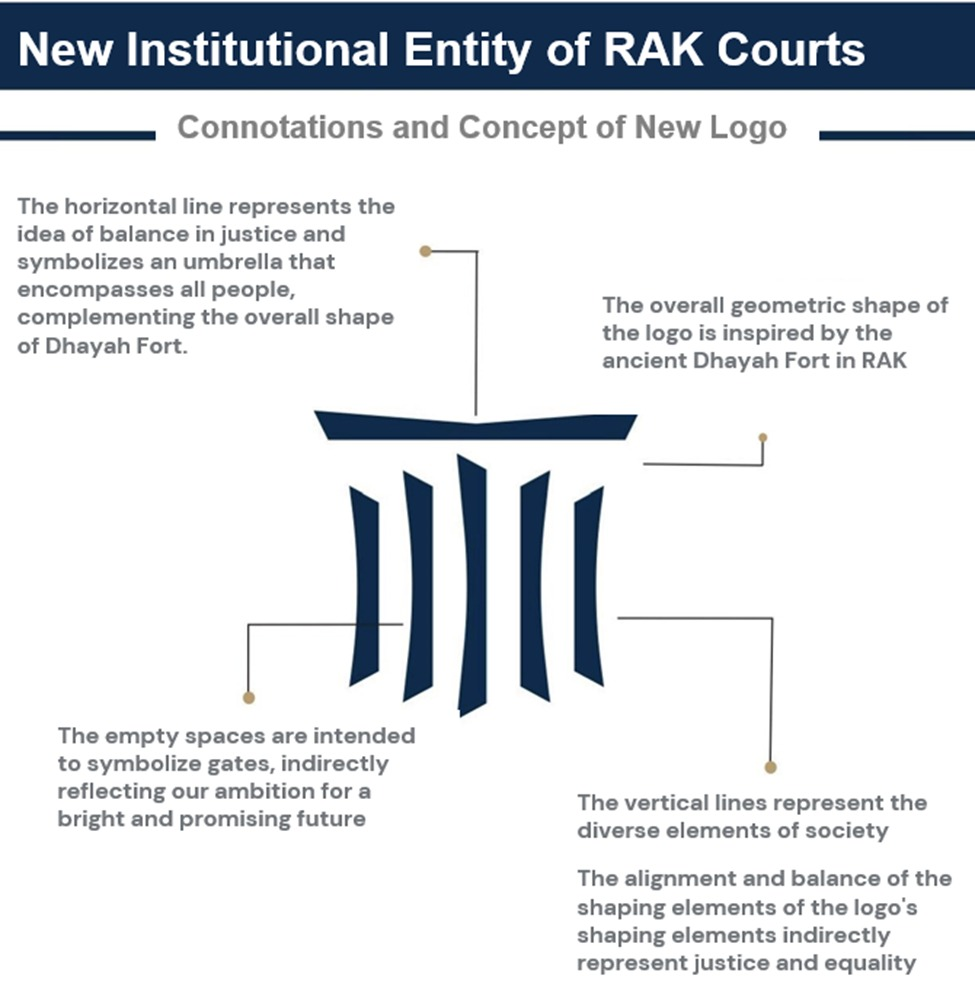 New Institutional Entity of RAK Courts
Connotations and Concept of New Logo
The horizontal line represents the
idea of balance in justice and
symbolizes an umbrella that
encompasses all people,
complementing the overall shape
of Dhayah Fort.
The overall geometric shape of
the logo is inspired by the
ancient Dhayah Fort in RAK
The empty spaces are intended
to symbolize gates, indirectly
reflecting our ambition for a
bright and promising future
The vertical lines represent the
diverse elements of society
The alignment and balance of the
shaping elements of the logo's
shaping elements indirectly
represent justice and equality